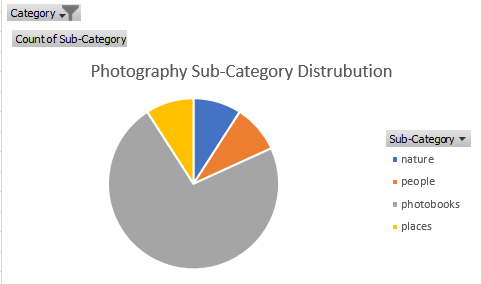 Category
Count of Sub-Category
Photography Sub-Category Distrubution
Sub-Category
nature
people
photobooks
places